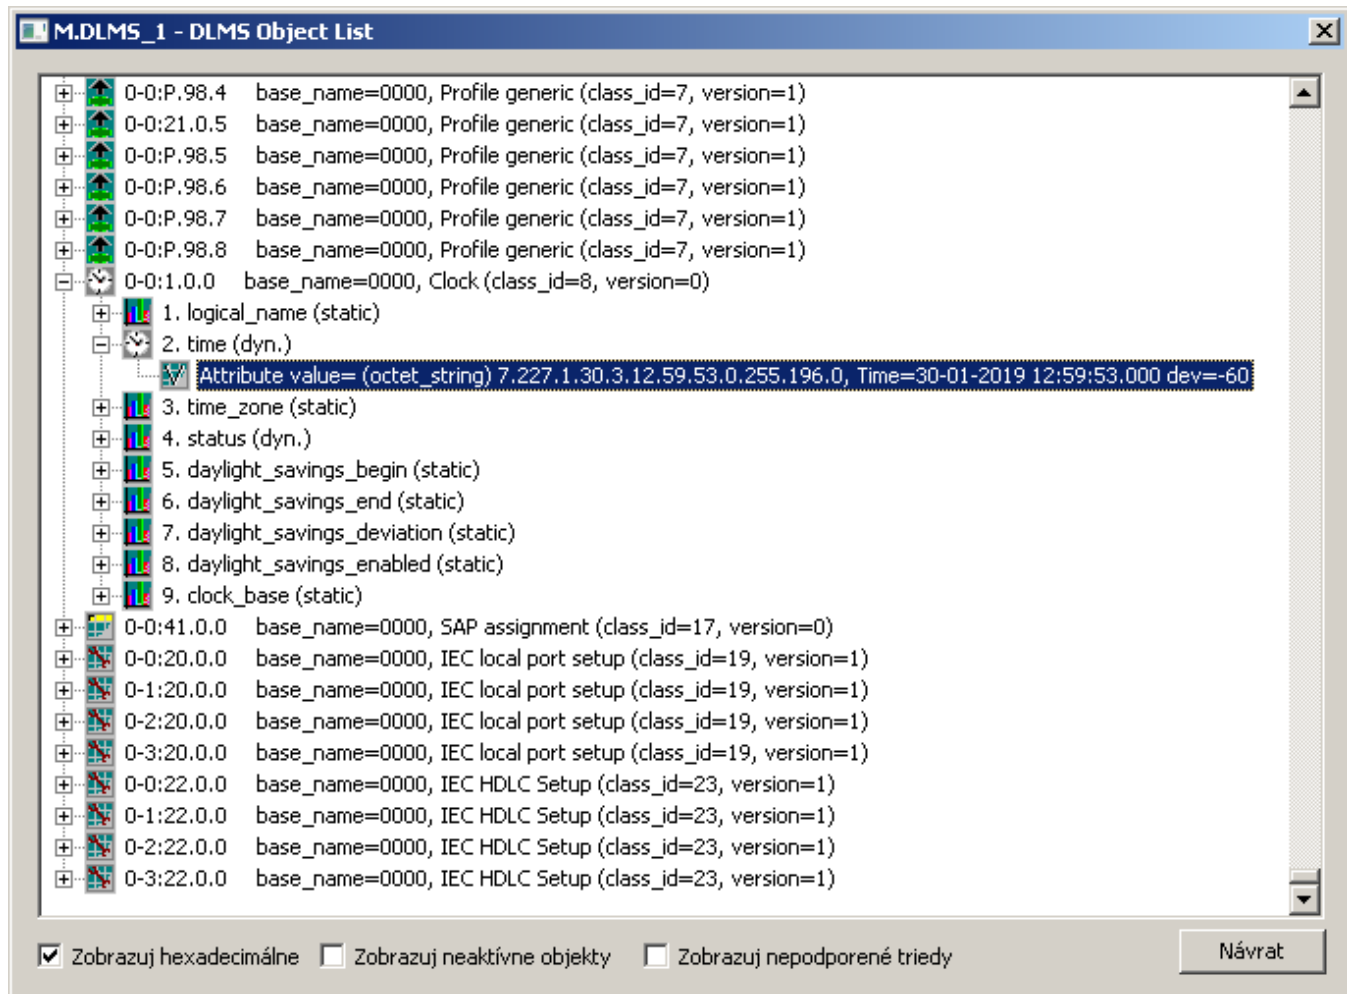 M.DLMS_1 - DLMS Object List
0-0:P.98.4 base_name=0000, Profile generic (class_id=7, version=1)
0-0:21.0.5 base_name=0000, Profile generic (class_id=7, version=1)
0-0:P.98.5 base_name=0000, Profile generic (class_id=7, version=1)
0-0:P.98.6 base_name=0000, Profile generic (class_id=7, version=1)
0-0:P.98.7 base_name=0000, Profile generic (class_id=7, version=1)
0-0:P.98.8 base_name=0000, Profile generic (class_id=7, version=1)
0-0:1.0.0 base_name=0000, Clock (class_id=8, version=0)
1. logical_name (static)
2. time (dyn.)
Attribute value= (octet_string) 7.227.1.30.3.12.59.53.0.255.196.0, Time=30-01-2019 12:59:53.000 dev=-60
3. time_zone (static)
4. status (dyn.)
5. daylight_savings_begin (static)
6. daylight_savings_end (static)
7. daylight_savings_deviation (static)
8. daylight_savings_enabled (static)
9. clock_base (static)
0-0:41.0.0 base_name=0000, SAP assignment (class_id=17, version=0)
0-0:20.0.0 base_name=0000, IEC local port setup (class_id=19, version=1)
0-1:20.0.0 base_name=0000, IEC local port setup (class_id=19, version=1)
0-2:20.0.0 base_name=0000, IEC local port setup (class_id=19, version=1)
0-3:20.0.0 base_name=0000, IEC local port setup (class_id=19, version=1)
0-0:22.0.0 base_name=0000, IEC HDLC Setup (class_id=23, version=1)
0-1:22.0.0 base_name=0000, IEC HDLC Setup (class_id=23, version=1)
0-2:22.0.0 base_name=0000, IEC HDLC Setup (class_id=23, version=1)
0-3:22.0.0 base_name=0000, IEC HDLC Setup (class_id=23, version=1)
Zobrazuj hexadecimálne Zobrazuj neaktívne objekty Zobrazuj nepodporené triedy Návrat